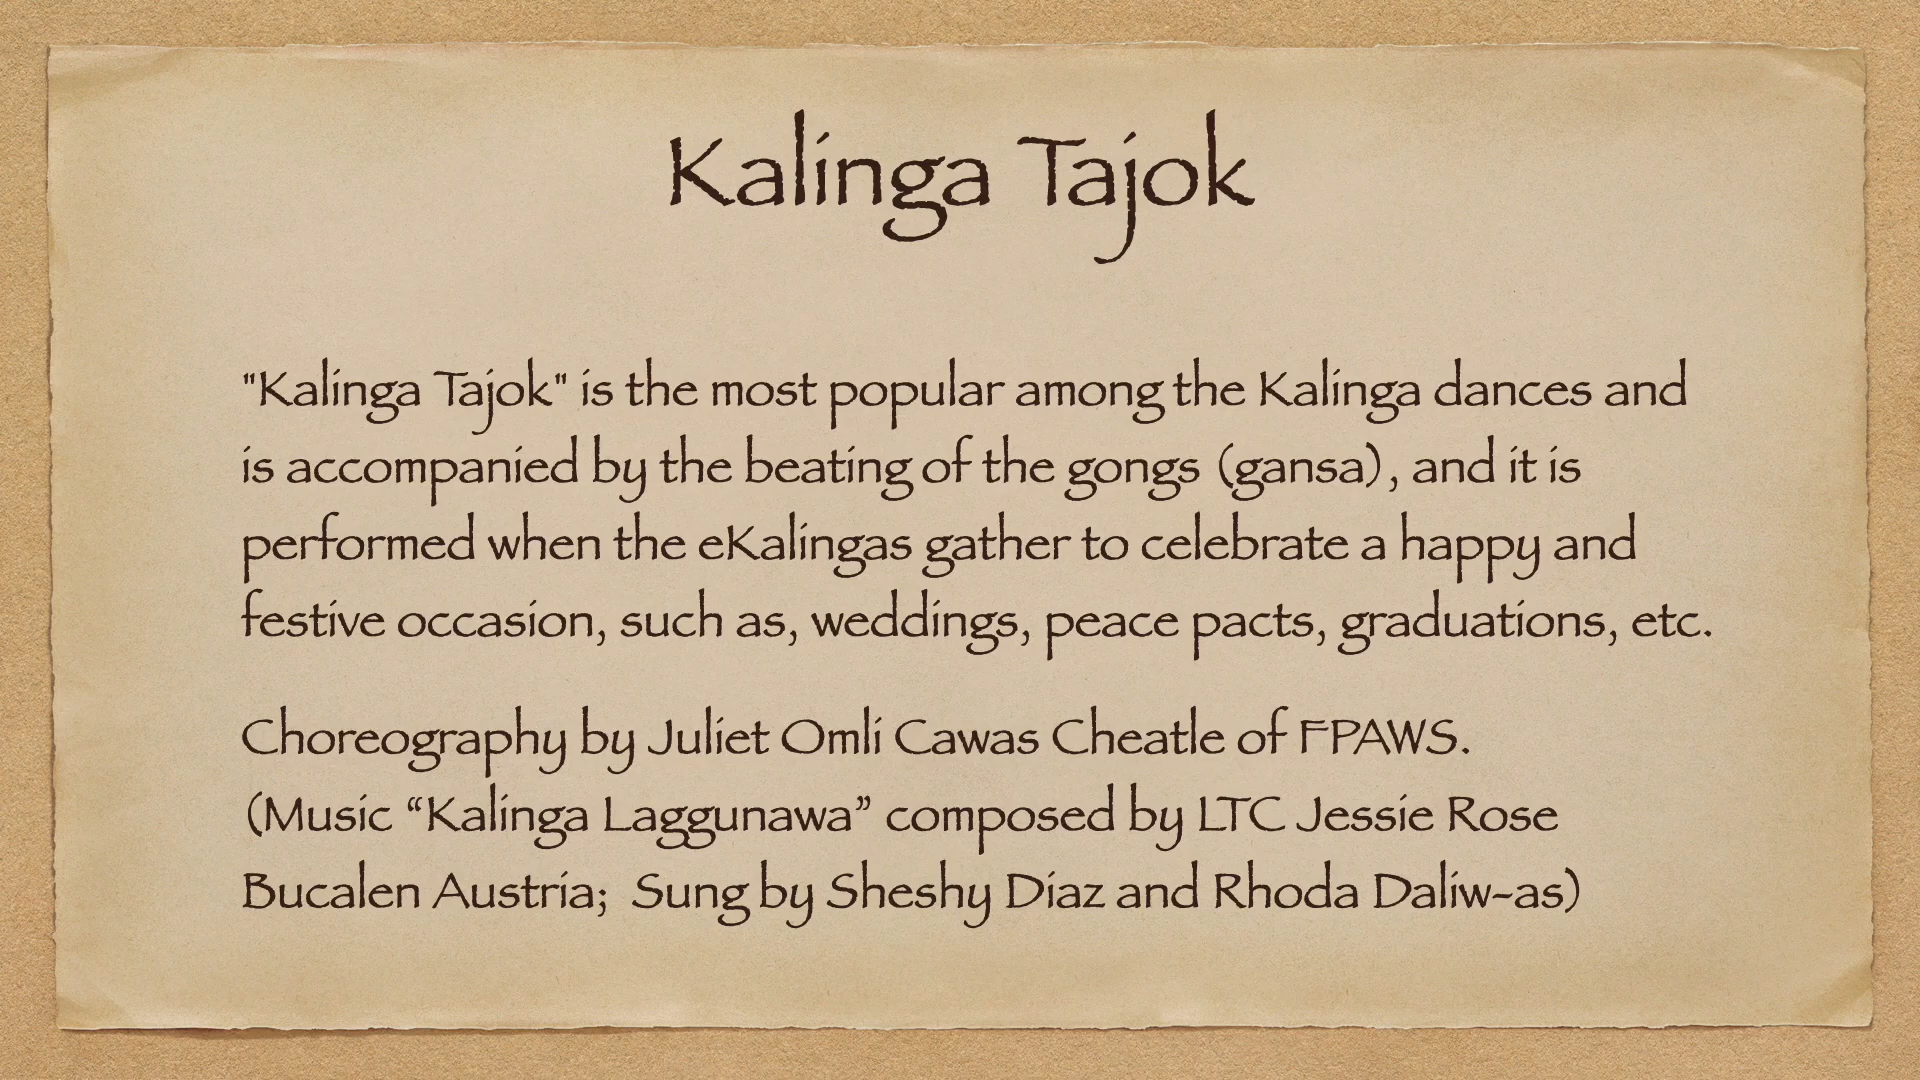 Kalinga Tajok
"Kalinga Tajok" is the most popular among the Kalinga dances and
is accompanied by the beating of the gongs (gansa), and it is
performed when the eKalingas gather to celebrate a happy and
festive occasion, such as, weddings, peace pacts, graduations, etc.
Choreography by Juliet Omli Cawas Cheatle of FPAWS.
(Music “Kalinga Laggunawa” composed by LTC Jessie Rose
Bucalen Austria;  Sung by Sheshy Diaz and Rhoda Daliw-as)